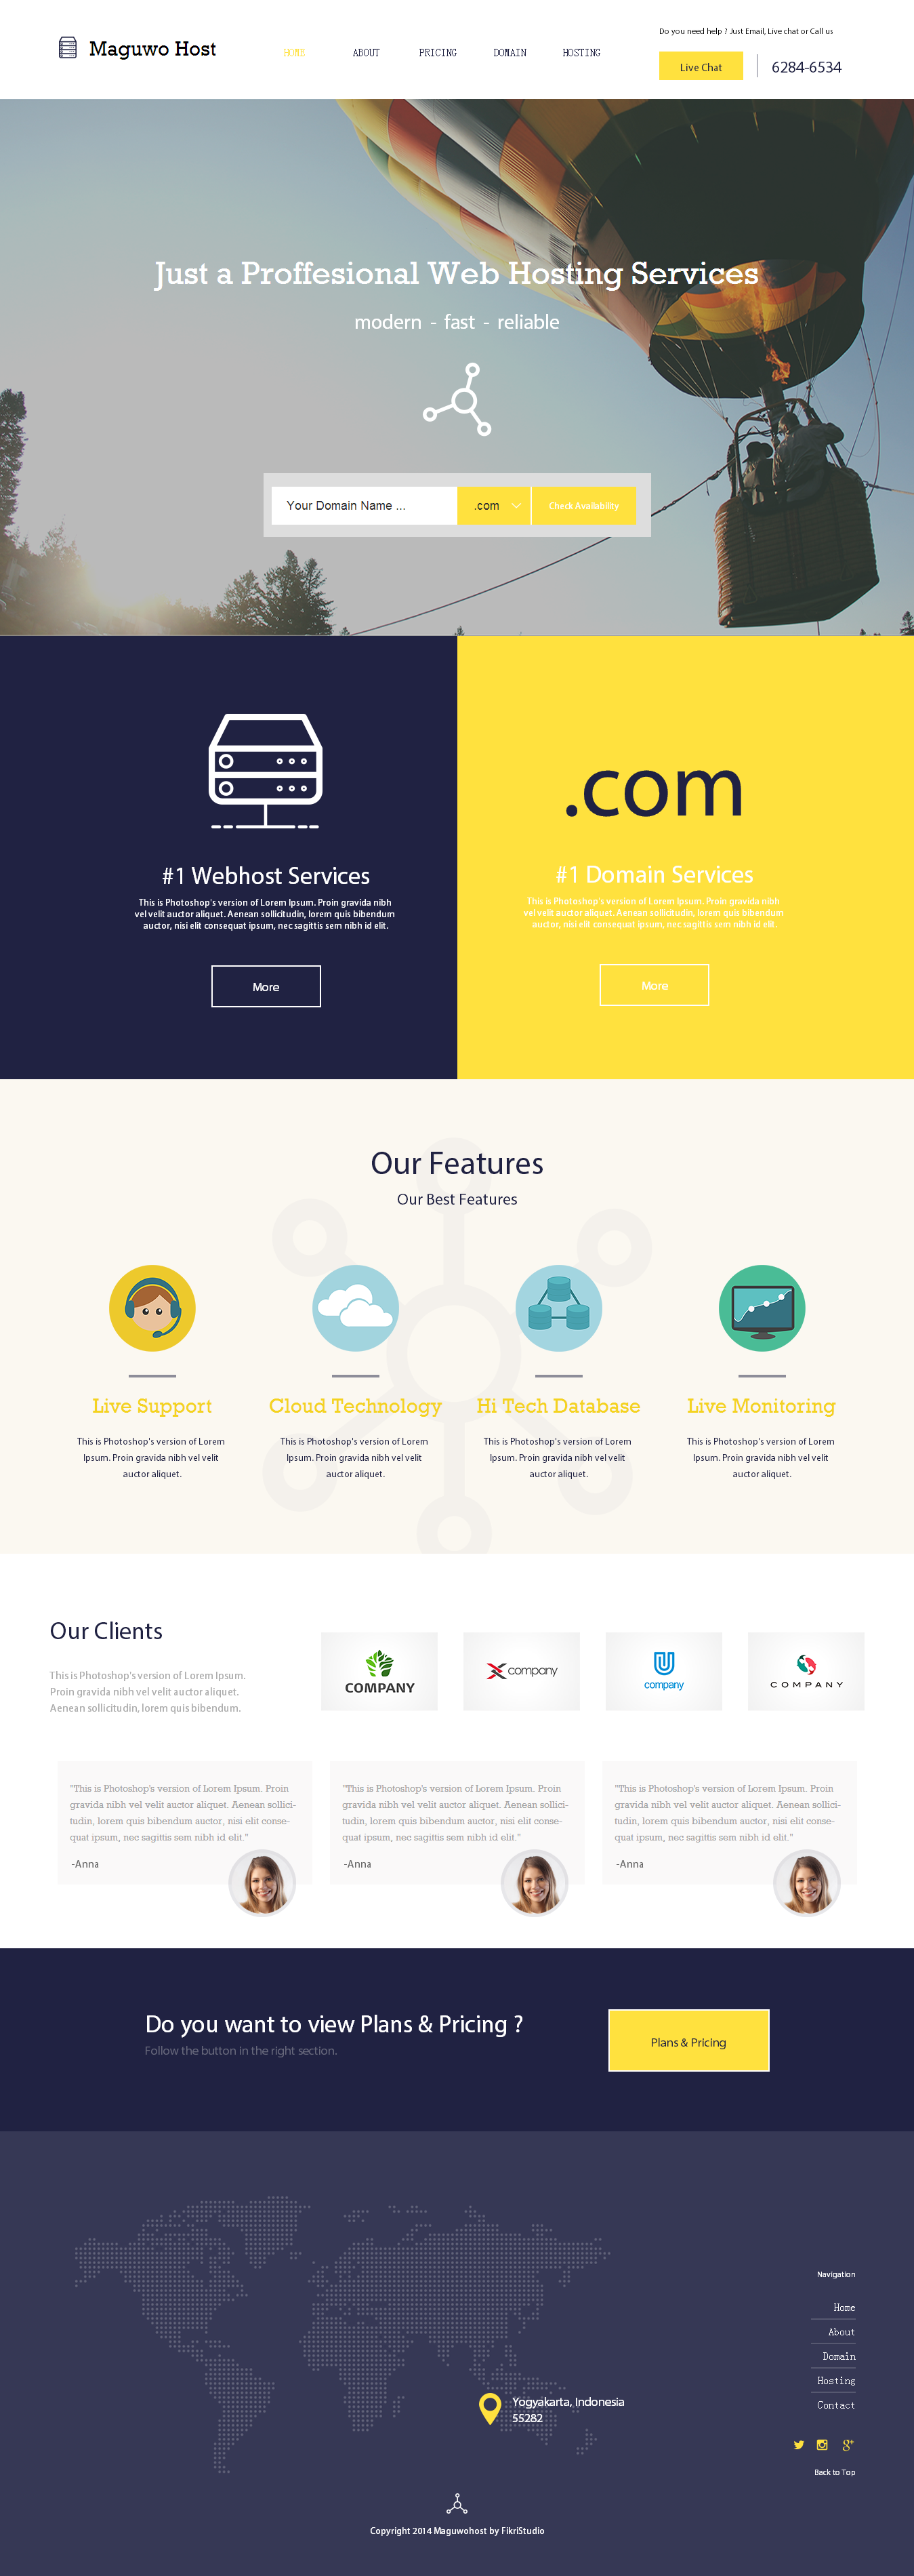 Maguwo Host
HOME
ABOUT
PRICING
DOMAIN
HOSTING
Do you need help ? Just Email, Live chat or Call us
Live Chat
6284-6534
Just a Proffesional Web Hosting Services
modern - fast - reliable
Your Domain Name ...
.com
Check Availability
#1 Webhost Services
This is Photoshop's version of Lorem Ipsum. Proin gravida nibh
vel velit auctor aliquet. Aenean sollicitudin, lorem quis bibendum
auctor, nisi elit consequat ipsum, nec sagittis sem nibh id elit.
More
.com
#1 Domain Services
This is Photoshop's version of Lorem Ipsum. Proin gravida nibh
vel velit auctor aliquet. Aenean sollicitudin, lorem quis bibendum
auctor, nisi elit consequat ipsum, nec sagittis sem nibh id elit.
More
Our Features
Our Best Features
Live Support
This is Photoshop's version of Lorem
Ipsum. Proin gravida nibh vel velit
auctor aliquet.
Cloud Technology
This is Photoshop's version of Lorem
Ipsum. Proin gravida nibh vel velit
auctor aliquet.
Hi Tech Database
This is Photoshop's version of Lorem
Ipsum. Proin gravida nibh vel velit
auctor aliquet.
Live Monitoring
This is Photoshop's version of Lorem
Ipsum. Proin gravida nibh vel velit
auctor aliquet.
Our Clients
This is Photoshop's version of Lorem Ipsum.
Proin gravida nibh vel velit auctor aliquet.
Aenean sollicitudin, lorem quis bibendum.
COMPANY
company
company
COMPANY
"This is Photoshop's version of Lorem Ipsum. Proin
gravida nibh vel velit auctor aliquet. Aenean sollici-
tudin, lorem quis bibendum auctor, nisi elit conse-
quat ipsum, nec sagittis sem nibh id elit."
-Anna
"This is Photoshop's version of Lorem Ipsum. Proin
gravida nibh vel velit auctor aliquet. Aenean sollici-
tudin, lorem quis bibendum auctor, nisi elit conse-
quat ipsum, nec sagittis sem nibh id elit."
-Anna
"This is Photoshop's version of Lorem Ipsum. Proin
gravida nibh vel velit auctor aliquet. Aenean sollici-
tudin, lorem quis bibendum auctor, nisi elit conse-
quat ipsum, nec sagittis sem nibh id elit."
-Anna
Do you want to view Plans & Pricing ?
Follow the button in the right section.
Plans & Pricing
Navigation
Home
About
Domain
Hosting
Contact
Yogyakarta, Indonesia
55282
Back to Top
Copyright 2014 Maguwohost by FikriStudio